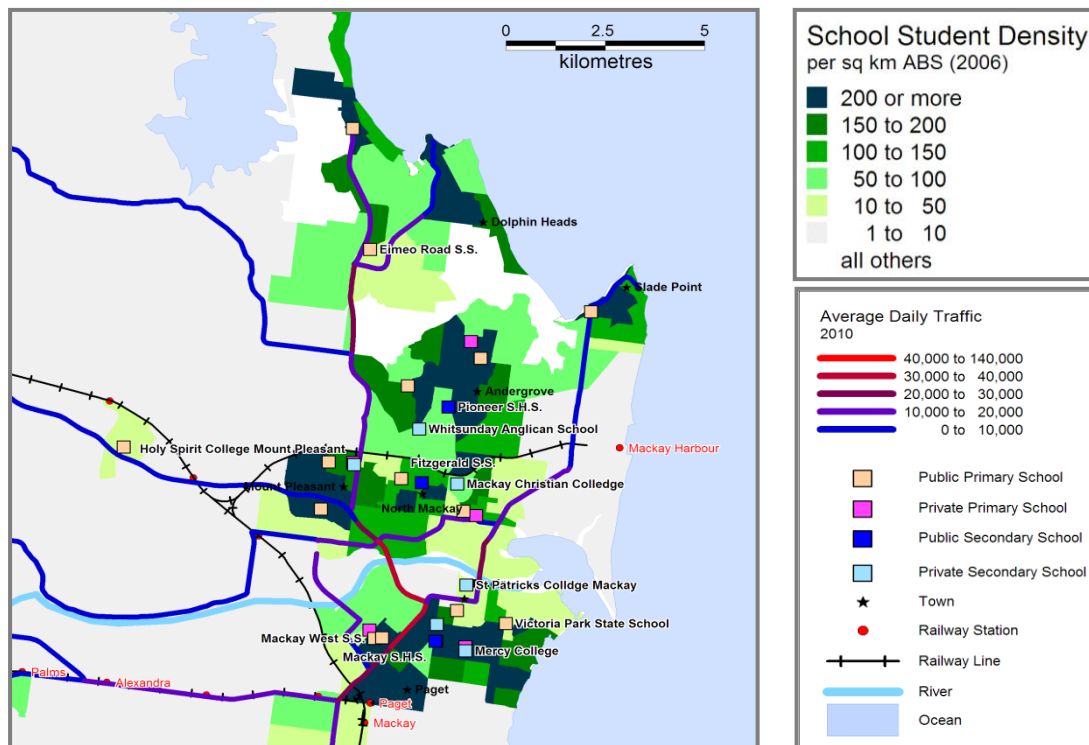 0 2.5 5
kilometres
Dolphin Heads
Eimeo Road S.S.
Slade Point
Andergrove
Pioneer S.H.S.
Whitsunday Anglican School
Mackay Harbour
Holy Spirit College Mount Pleasant
Fitzgerald S.S.
Mount Pleasant
Mackay Christian Colledge
North Mackay
St Patricks Colldge Mackay
Victoria Park State School
Mackay West S.S.
Mackay S.H.S.
Mercy College
Palms
Alexandra
Paget
Paget
Mackay
School Student Density
per sq km ABS (2006)
200 or more
150 to 200
100 to 150
50 to 100
10 to 50
1 to 10
all others
Average Daily Traffic
2010
40,000 to 140,000
30,000 to 40,000
20,000 to 30,000
10,000 to 20,000
0 to 10,000
Public Primary School
Private Primary School
Public Secondary School
Private Secondary School
Town
Railway Station
Railway Line
River
Ocean